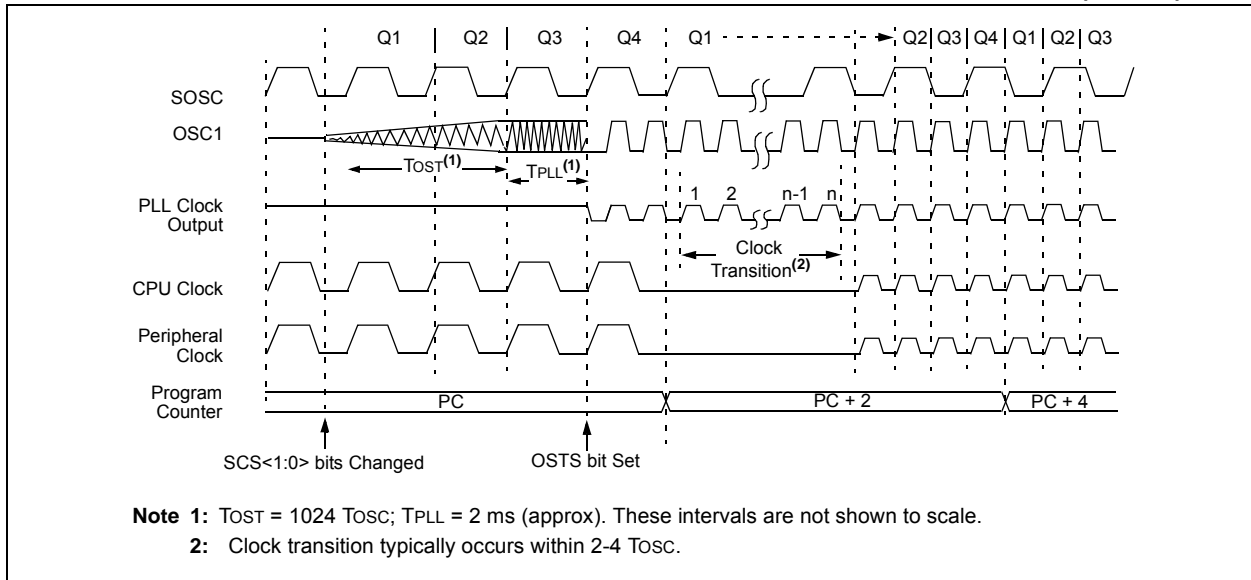 Q1 Q2 Q3 Q4 Q1 Q2 Q3 Q4 Q1 Q2 Q3
SOSC
OSC1
TOST(1) TPLL(1)
1 2 n-1 n
PLL Clock
Output
Clock
Transition(2)
CPU Clock
Peripheral
Clock
Program
Counter
PC PC + 2 PC + 4
SCS<1:0> bits Changed OSTS bit Set
Note 1: TOST = 1024 TOSC; TPLL = 2 ms (approx). These intervals are not shown to scale.
2: Clock transition typically occurs within 2-4 TOSC.